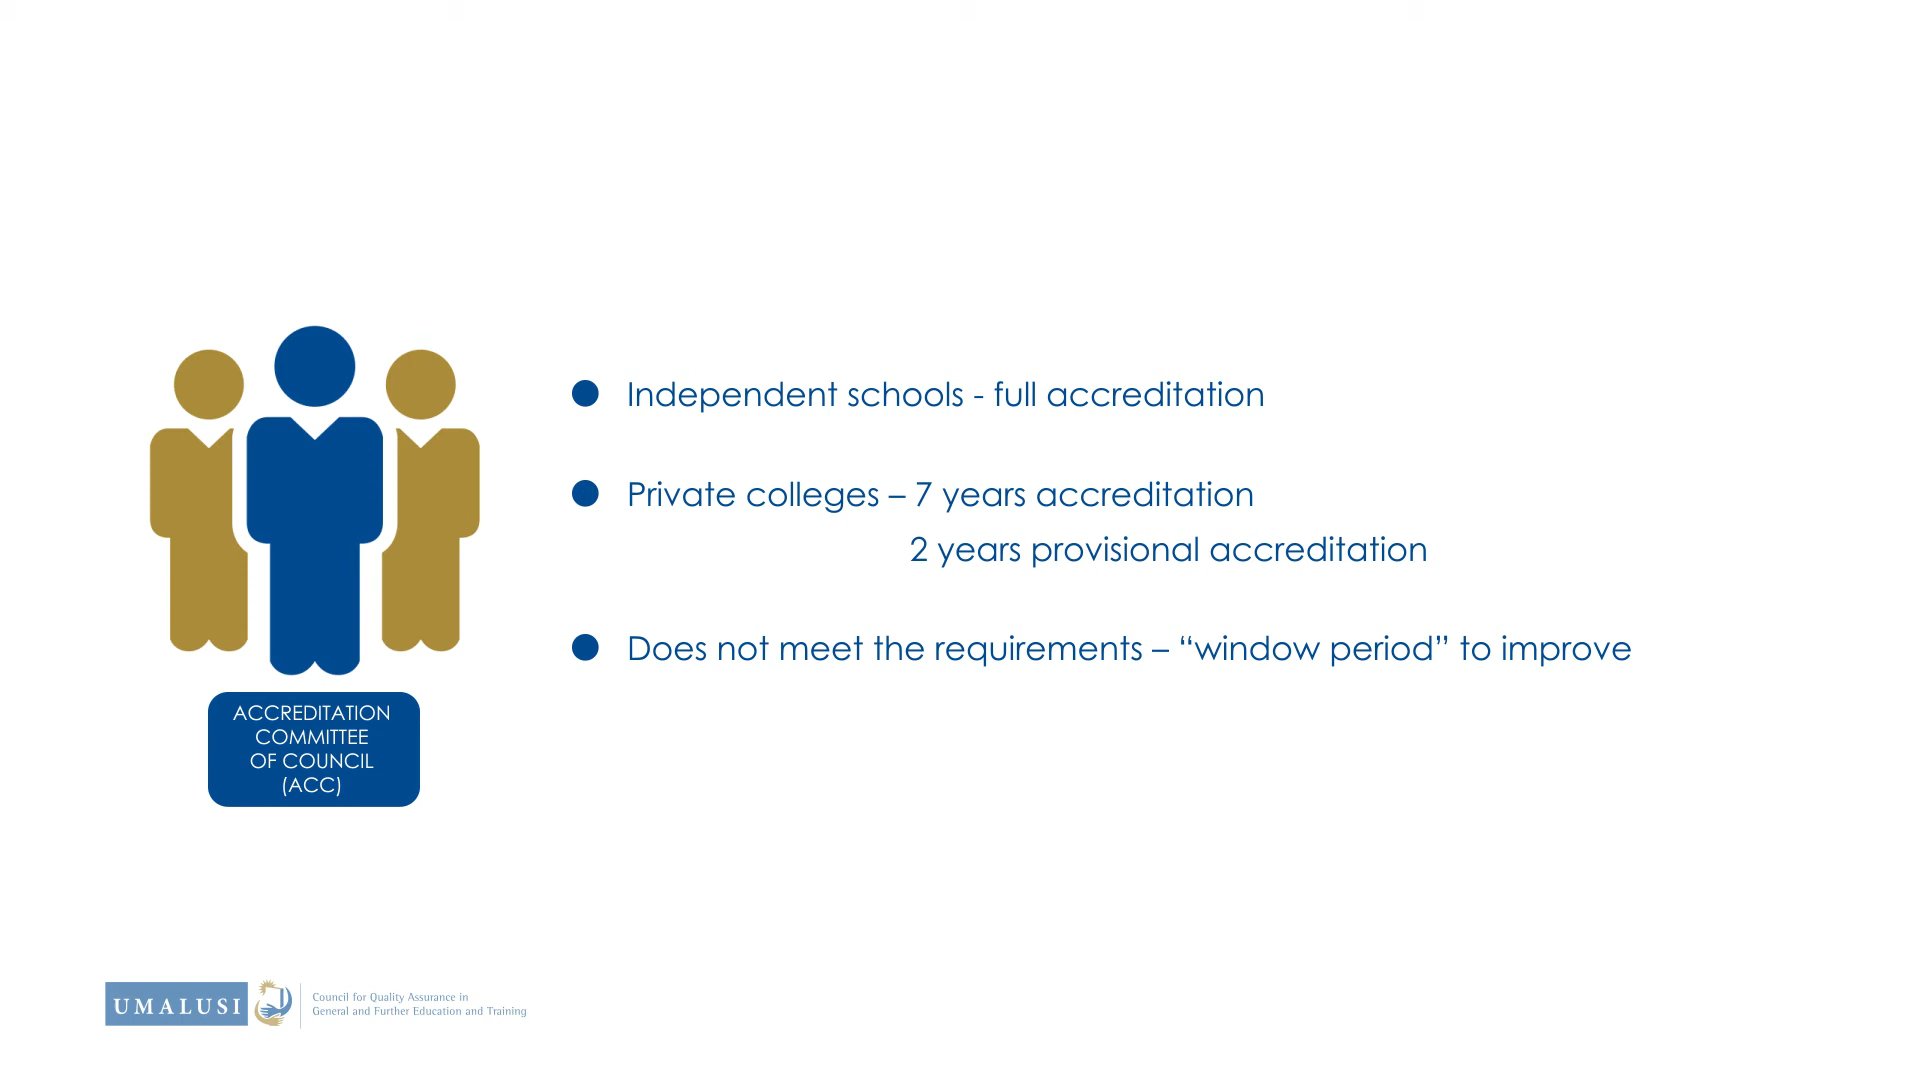 ● Independent schools - full accreditation
● Private colleges – 7 years accreditation
2 years provisional accreditation
● Does not meet the requirements – “window period” to improve
ACCREDITATION
COMMITTEE
OF COUNCIL
(ACC)
UMALUSI
Council for Quality Assurance in
General and Further Education and Training